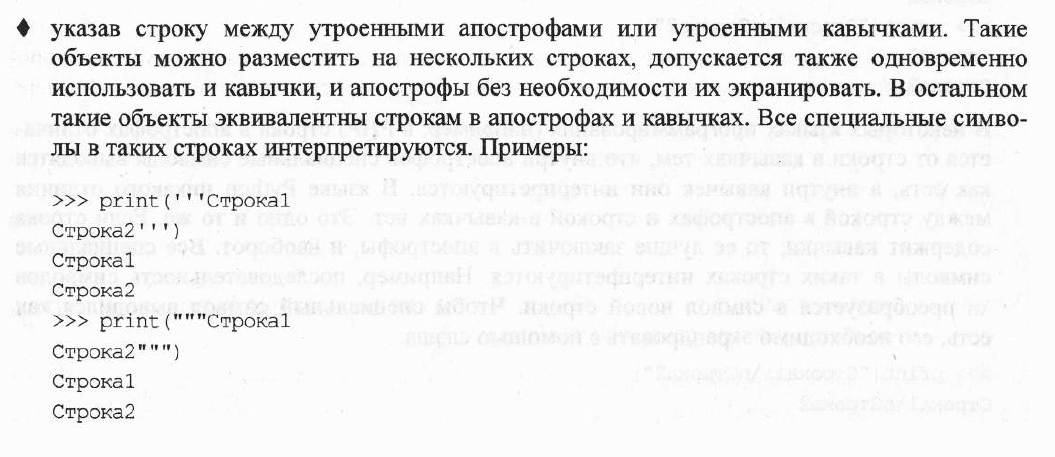 ♦ указав строку между утроенными апострофами или утроенными кавычками. Такие
объекты можно разместить на нескольких строках, допускается также одновременно
использовать и кавычки, и апострофы без необходимости их экранировать. В остальном
такие объекты эквивалентны строкам в апострофах и кавычках. Все специальные симво-
лы в таких строках интерпретируются. Примеры:
>>> print('''Строка1
Строка2''')
Строка1
Строка2
>>> print("""Строка1
Строка2""")
Строка1
Строка2